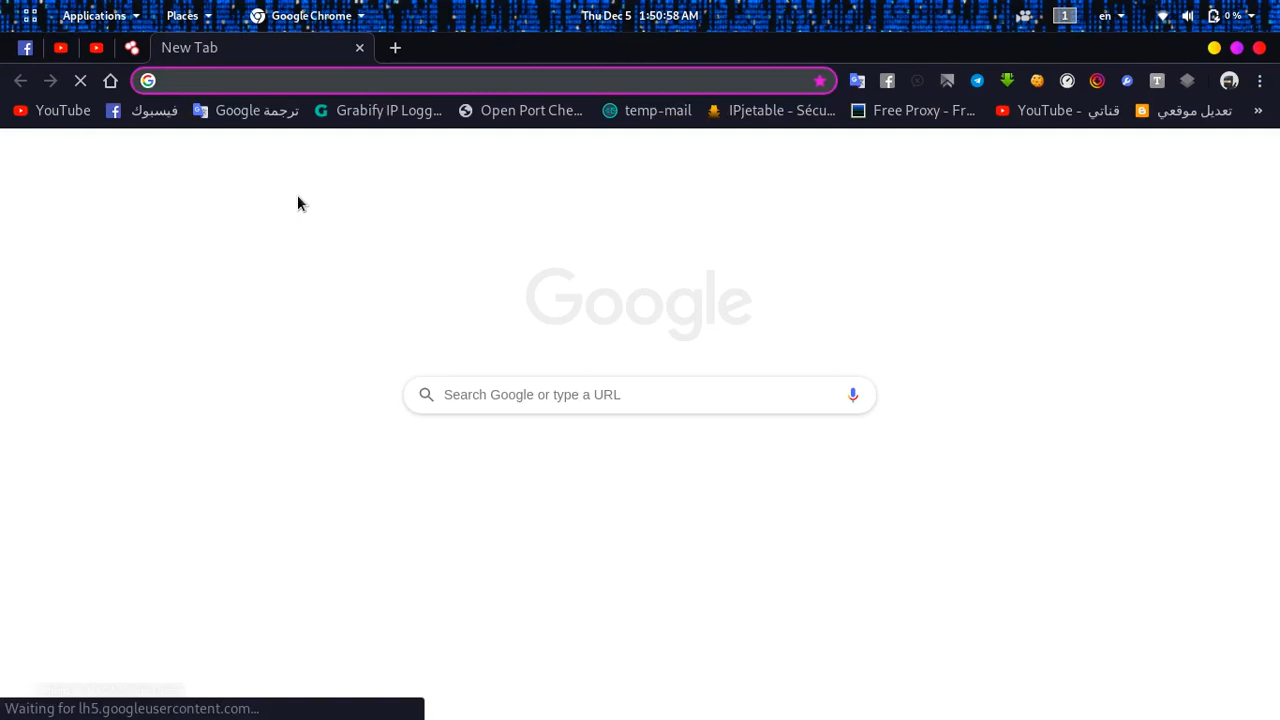 Applications Places Google Chrome Thu Dec 5 1:50:58 AM 1 en 0 %
New Tab
YouTube فيسبوك ترجمة Google Grabify IP Logg... Open Port Che... temp-mail IPjetable - Sécu... Free Proxy - Fr... YouTube - قناتي تعديل موقعي »
Google
Search Google or type a URL
Waiting for lh5.googleusercontent.com...